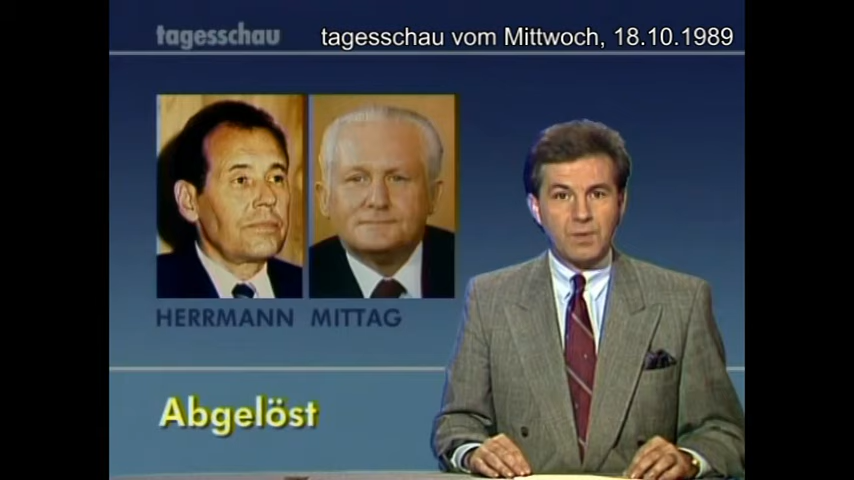 tagesschau
tagesschau vom Mittwoch, 18.10.1989
HERRMANN MITTAG
Abgelöst